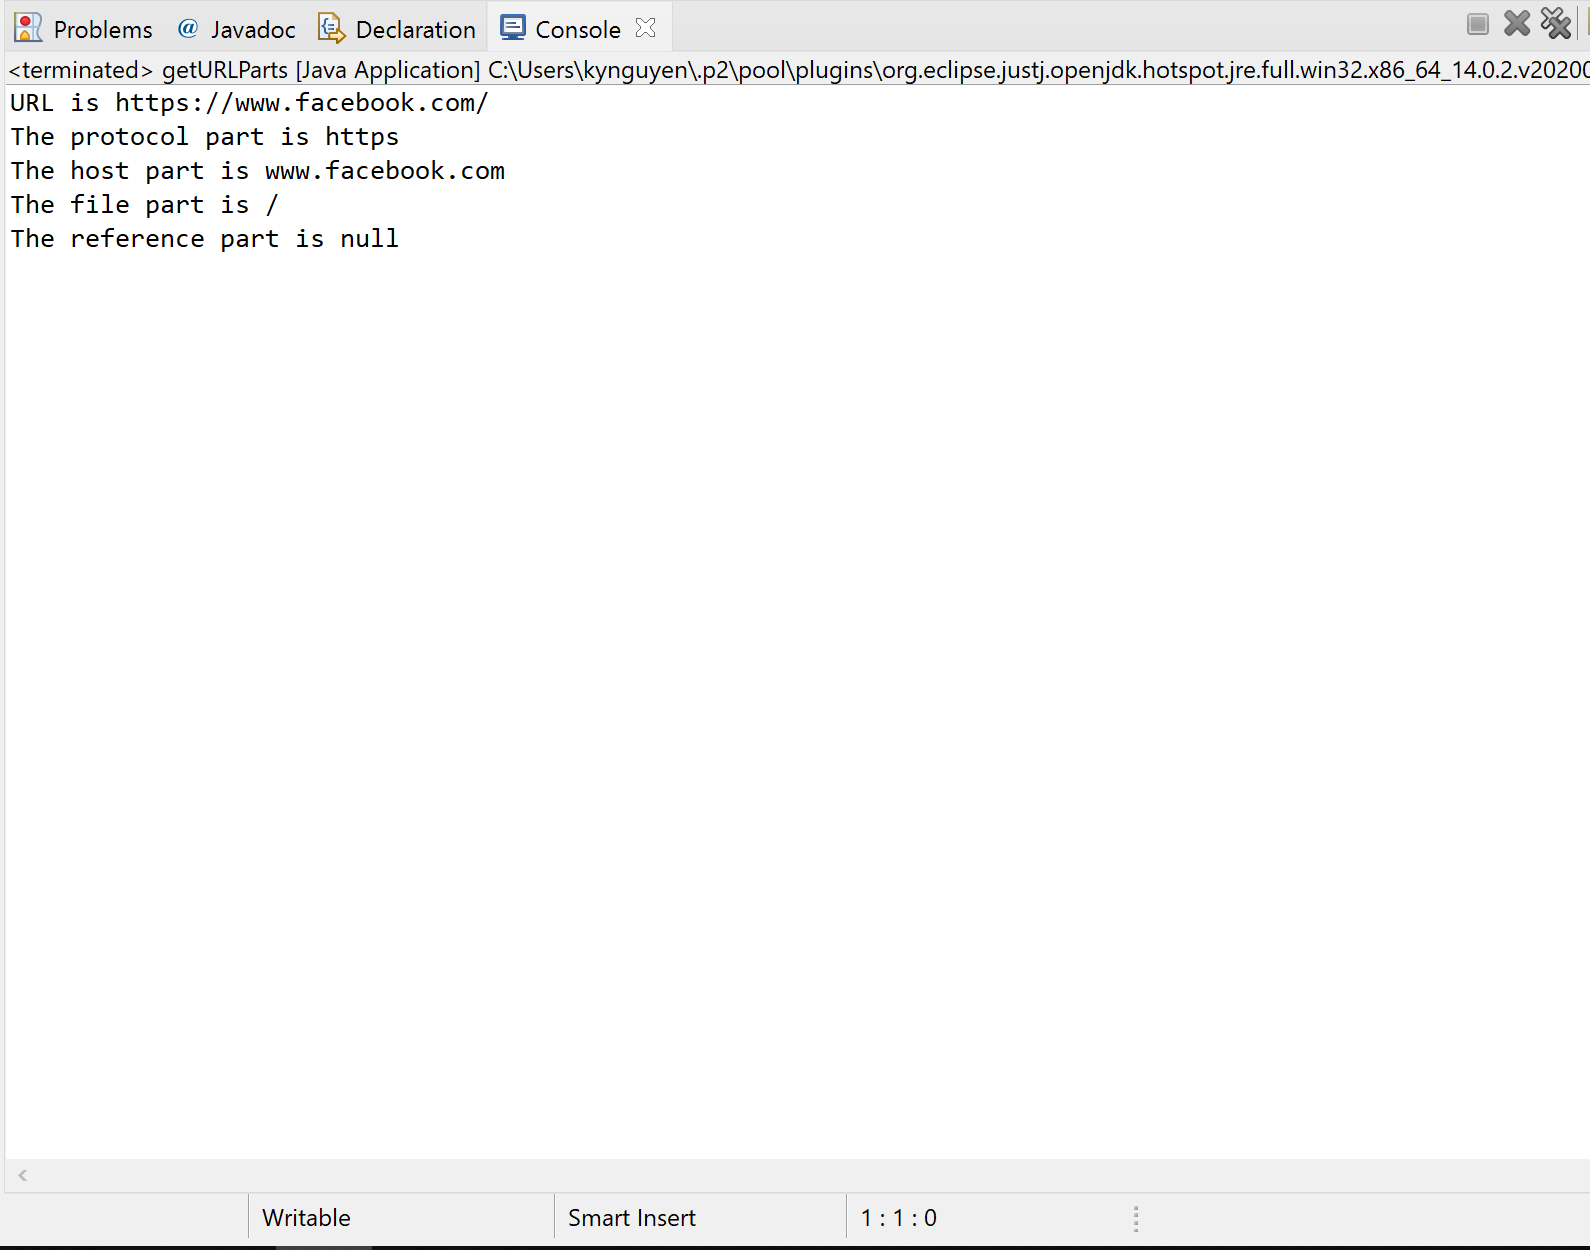 Problems @ Javadoc Declaration Console
<terminated> getURLParts [Java Application] C:\Users\kynguyen\.p2\pool\plugins\org.eclipse.justj.openjdk.hotspot.jre.full.win32.x86_64_14.0.2.v20200
URL is https://www.facebook.com/
The protocol part is https
The host part is www.facebook.com
The file part is /
The reference part is null
Writable Smart Insert 1 : 1 : 0